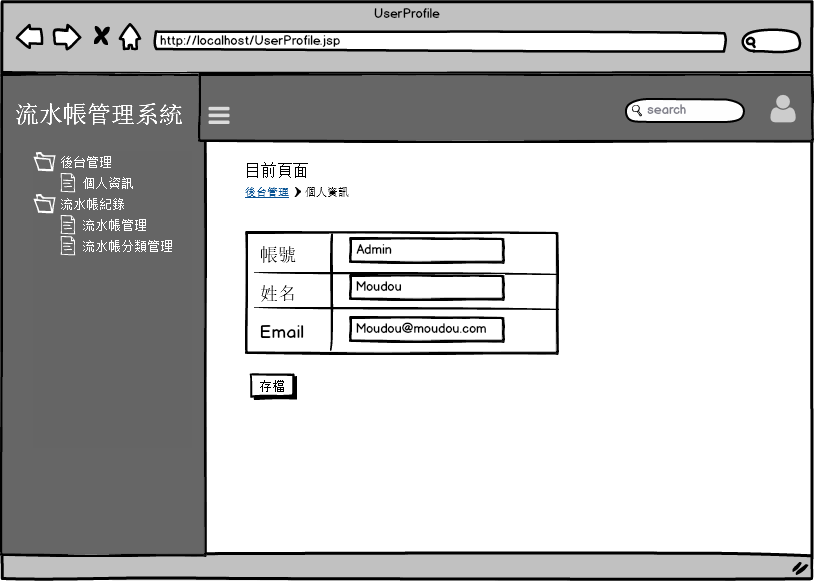 UserProfile
http://localhost/UserProfile.jsp
流水帳管理系統
search
後台管理
個人資訊
流水帳紀錄
流水帳管理
流水帳分類管理
目前頁面
後台管理 個人資訊
帳號 Admin
姓名 Moudou
Email Moudou@moudou.com
存檔